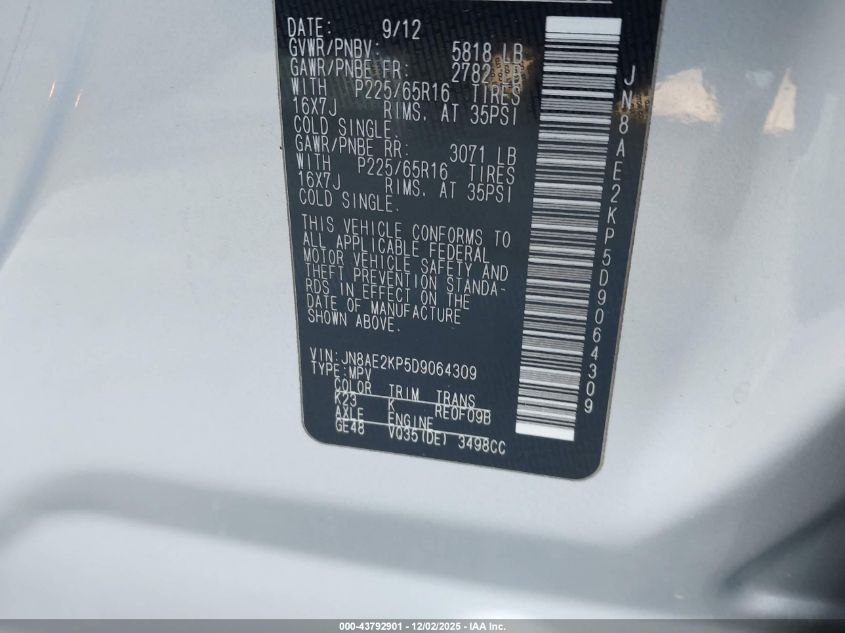 DATE: 9/12
GVWR/PNBV: 5818 LB
GAWR/PNBE FR: 2782 LB
WITH P225/65R16 TIRES
16X7J RIMS. AT 35PSI
COLD SINGLE.
GAWR/PNBE RR: 3071 LB
WITH P225/65R16 TIRES
16X7J RIMS. AT 35PSI
COLD SINGLE.
THIS VEHICLE CONFORMS TO
ALL APPLICABLE FEDERAL
MOTOR VEHICLE SAFETY AND
THEFT PREVENTION STANDA-
RDS IN EFFECT ON THE
DATE OF MANUFACTURE
SHOWN ABOVE.
VIN:JN8AE2KP5D9064309
TYPE:MPV
COLOR TRIM TRANS
K23 K RE0F09B
AXLE ENGINE
GE48 VQ35(DE) 3498CC
JN8AE2KP5D9064309
000-43792901 - 12/02/2025 - IAA Inc.